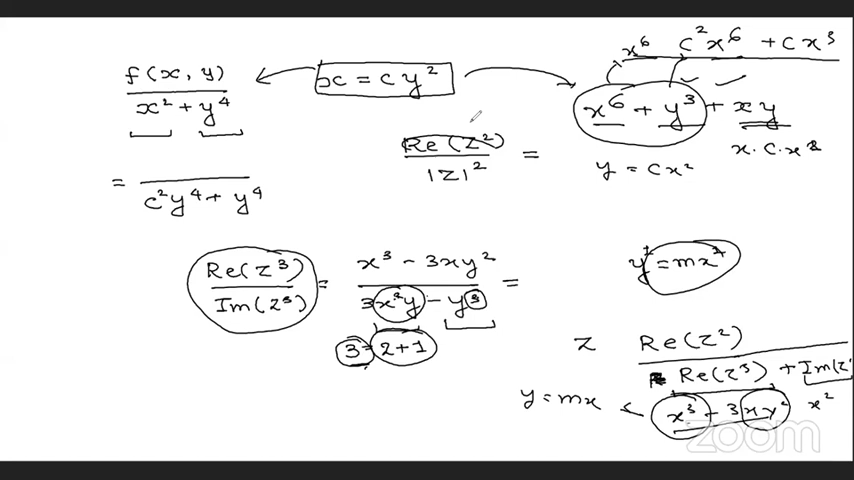 x⁶ c²x⁶ + cx³
f(x, y)
x² + y⁴
x = cy²
x⁶ + y³ + xy
x · c · x²
y = cx²
Re(z²)
|z|² =
=
c²y⁴ + y⁴
Re(z³)
Im(z³)
=
x³ - 3xy²
3x²y - y³
=
3 = 2+1
y = mx
z
Re(z²)
Re(z³) + Im(z
y = mx <
x³ - 3xy² x²
zoom